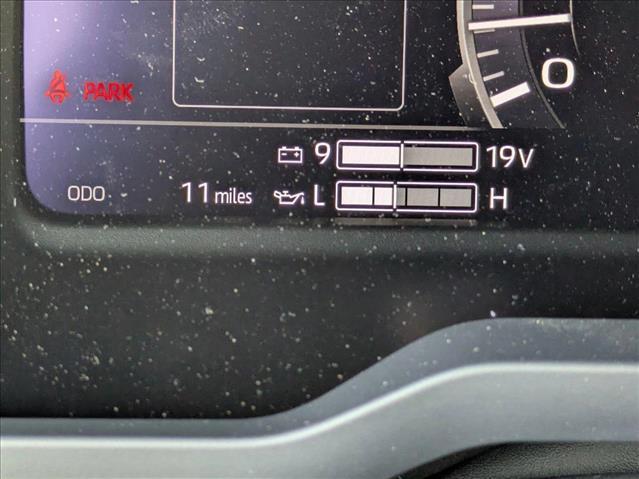 PARK
0
9 19V
ODO 11 miles L H